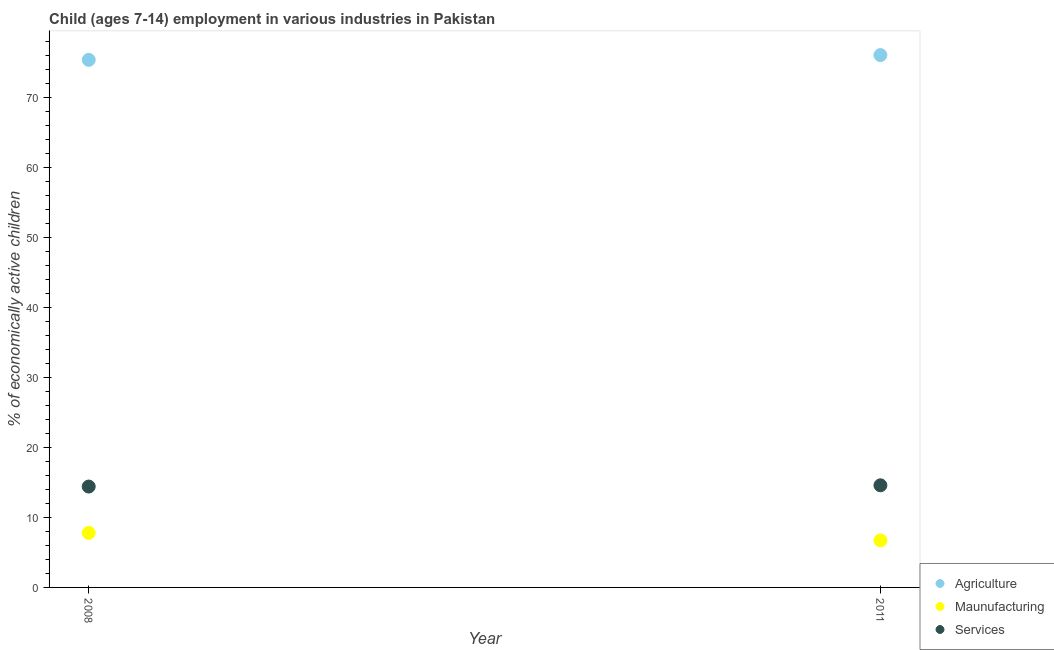 Child (ages 7-14) employment in various industries in Pakistan
% of economically active children
70
60
50
40
30
20
10
0
2008
2011
Year
Agriculture
Maunufacturing
Services